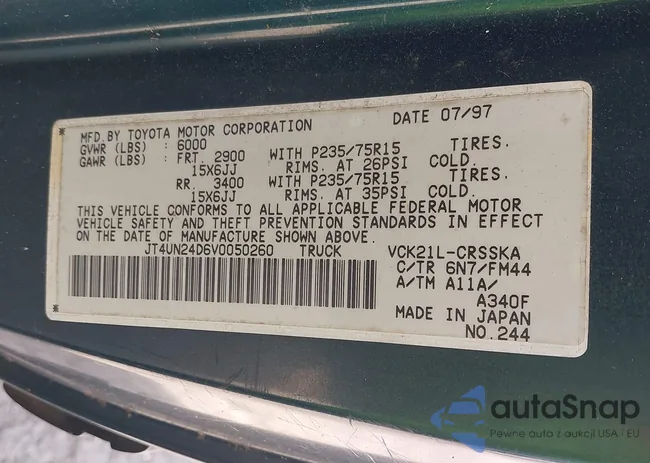 MFD.BY TOYOTA MOTOR CORPORATION DATE 07/97
GVWR (LBS) 6000
GAWR (LBS) FRT. 2900 WITH P235/75R15 TIRES.
15X6JJ RIMS. AT 26PSI COLD.
RR. 3400 WITH P235/75R15 TIRES.
15X6JJ RIMS. AT 35PSI COLD.
THIS VEHICLE CONFORMS TO ALL APPLICABLE FEDERAL MOTOR
VEHICLE SAFETY AND THEFT PREVENTION STANDARDS IN EFFECT
ON THE DATE OF MANUFACTURE SHOWN ABOVE.
JT4UN24D6V0050260 TRUCK VCK21L-CRSSKA
C/TR 6N7/FM44
A/TM A11A/
A340F
MADE IN JAPAN
NO.244
autaSnap
Pewne auto z aukcji USA i EU